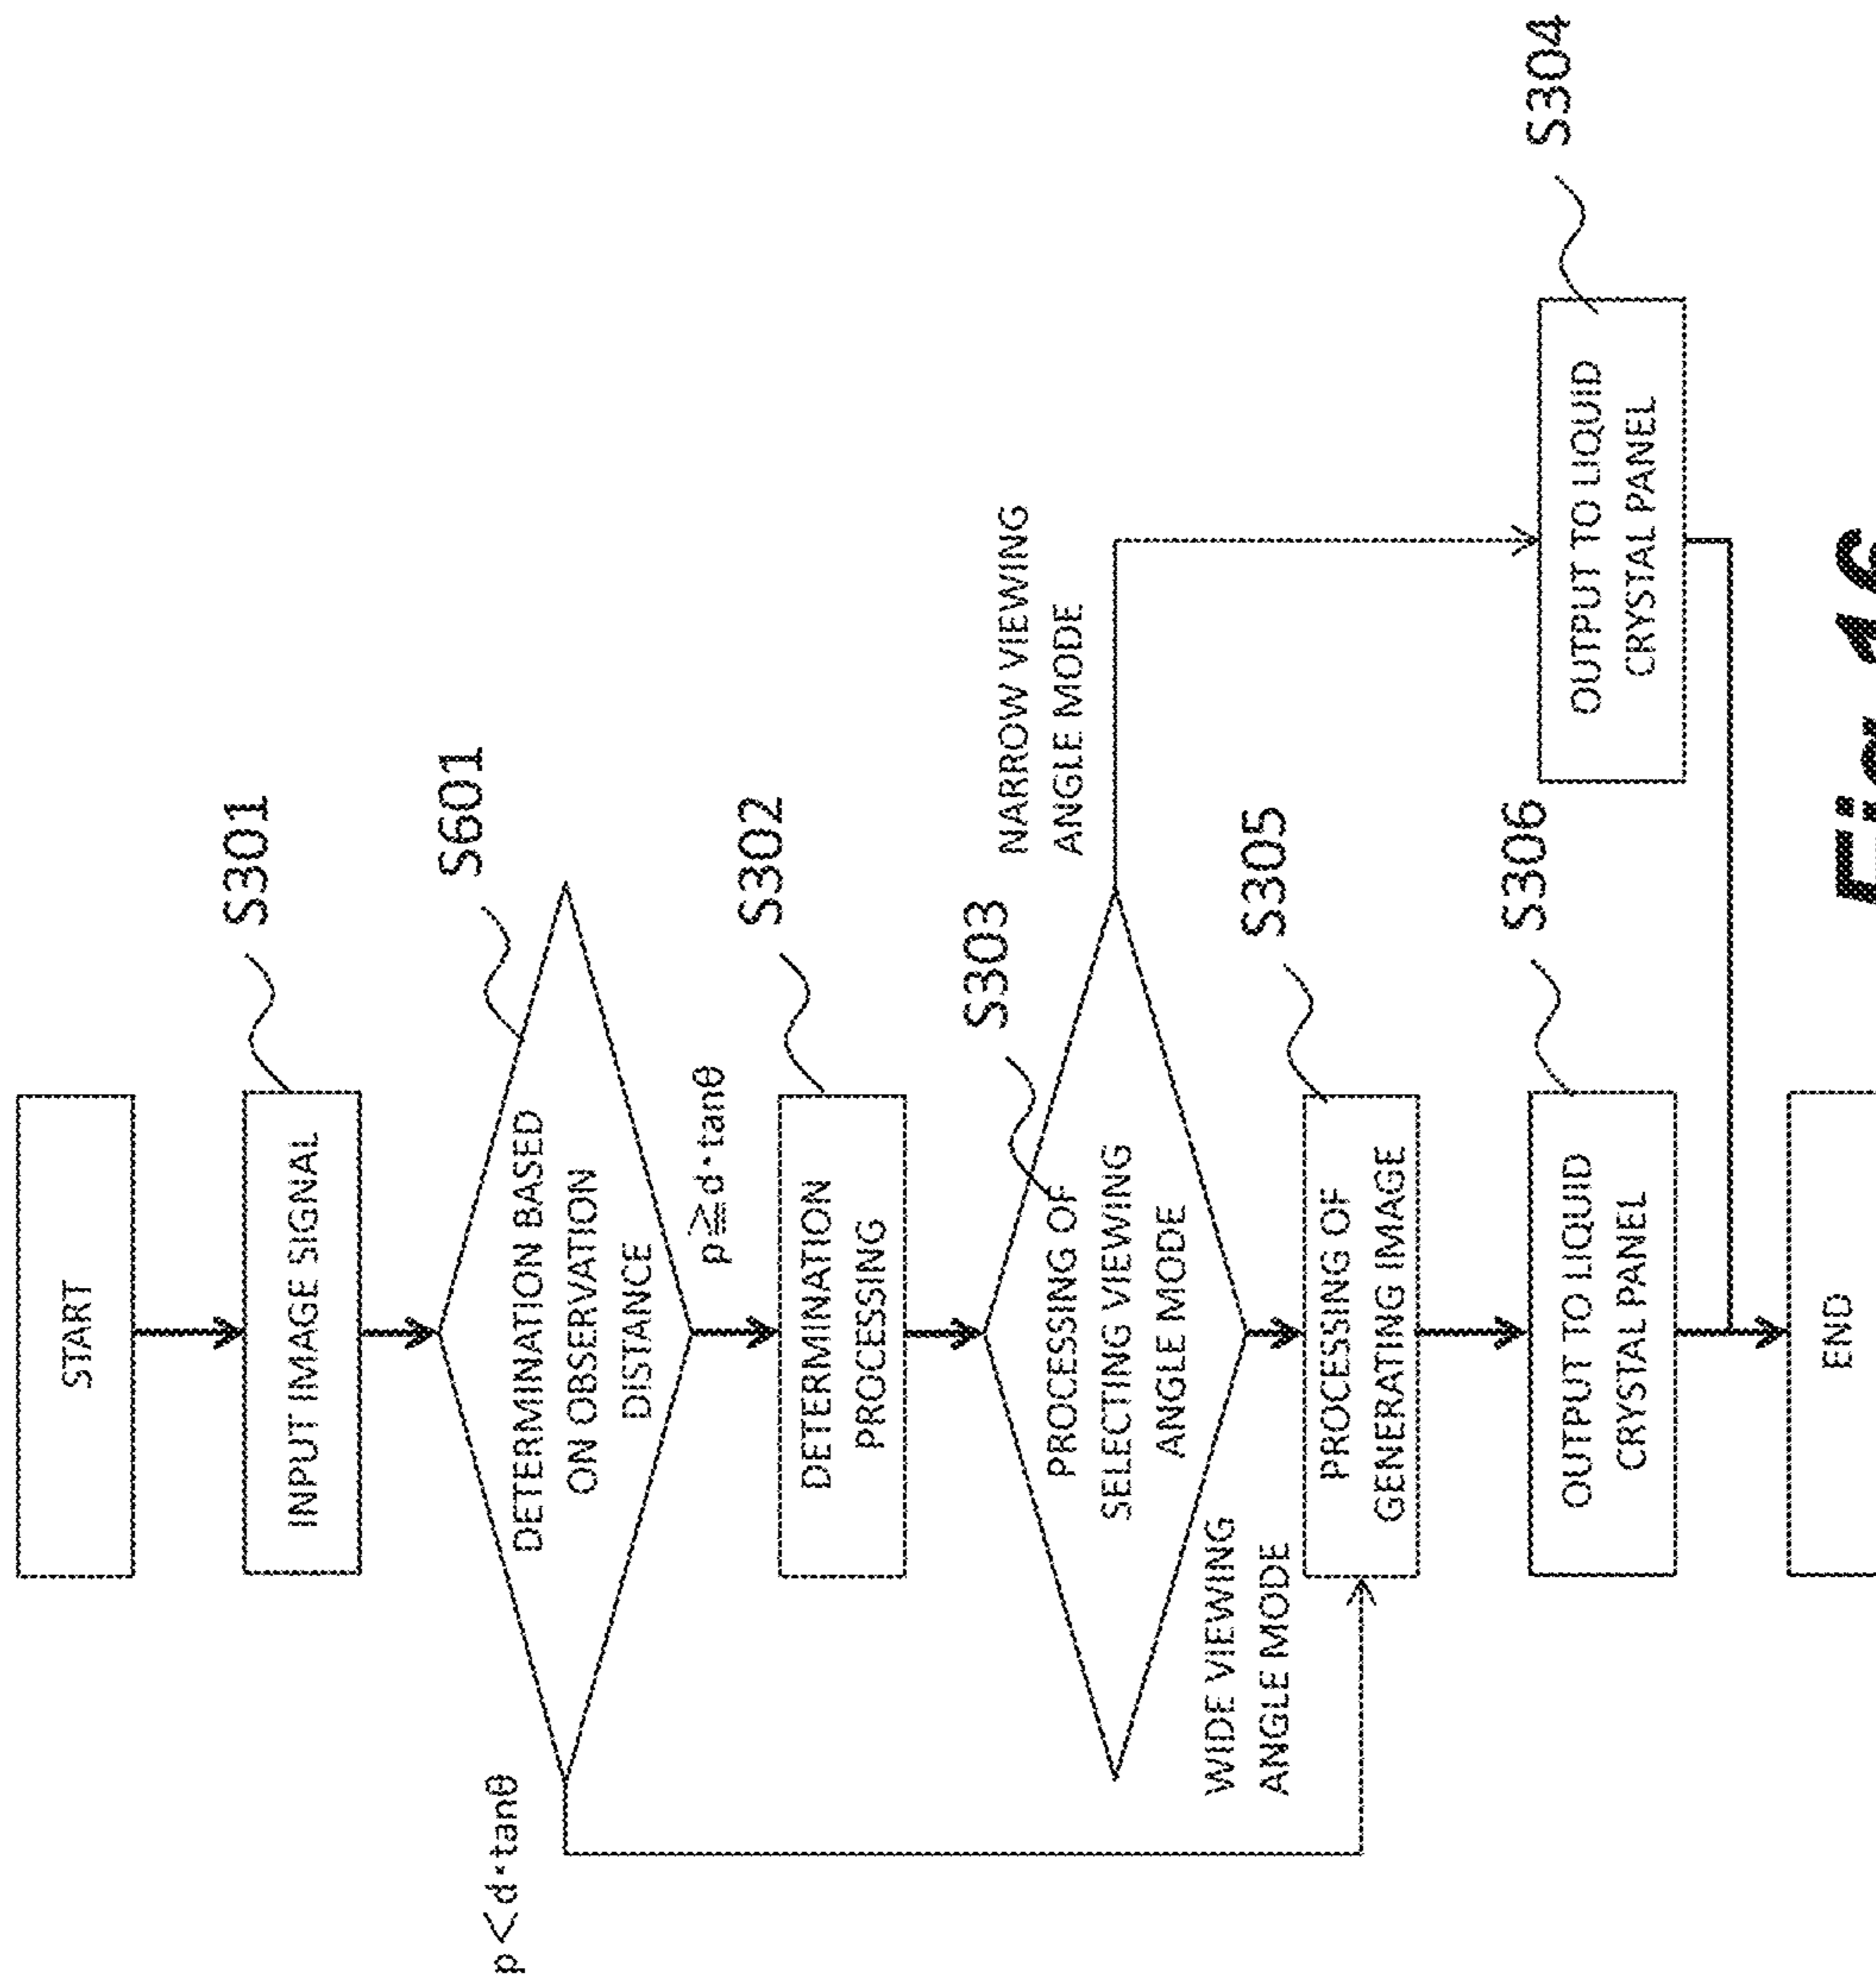 START
S301
INPUT IMAGE SIGNAL
S601
DETERMINATION BASED
ON OBSERVATION
DISTANCE
p<d·tanθ
p≧d·tanθ
S302
DETERMINATION
PROCESSING
S303
PROCESSING OF
SELECTING VIEWING
ANGLE MODE
NARROW VIEWING
ANGLE MODE
WIDE VIEWING
ANGLE MODE
S305
PROCESSING OF
GENERATING IMAGE
S306
OUTPUT TO LIQUID
CRYSTAL PANEL
S304
OUTPUT TO LIQUID
CRYSTAL PANEL
END
Fig. 16